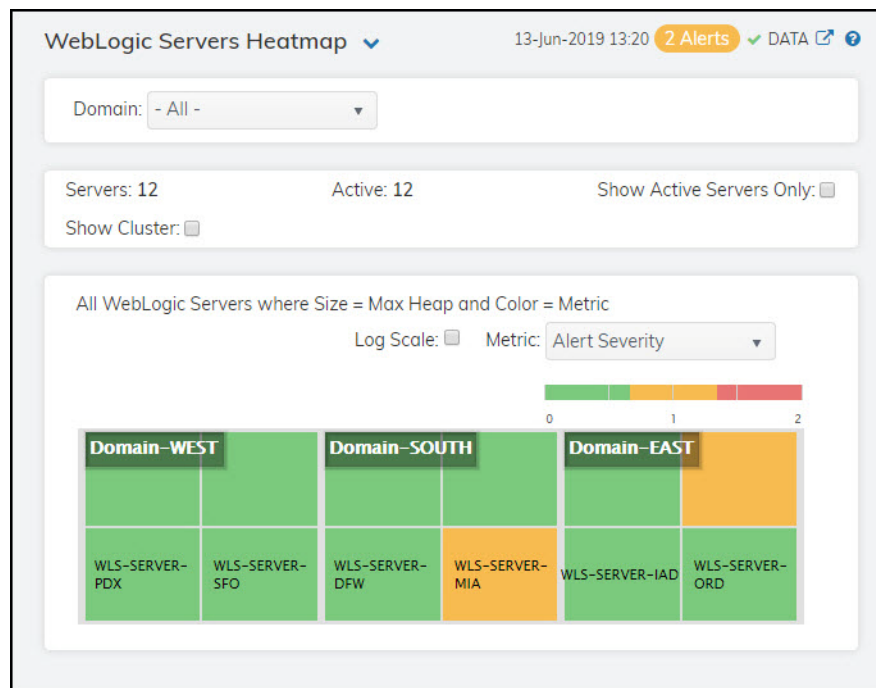 WebLogic Servers Heatmap 13-Jun-2019 13:20 2 Alerts DATA ?
Domain: - All -
Servers: 12 Active: 12 Show Active Servers Only:
Show Cluster:
All WebLogic Servers where Size = Max Heap and Color = Metric
Log Scale: Metric: Alert Severity
0 1 2
Domain-WEST Domain-SOUTH Domain-EAST
WLS-SERVER-PDX WLS-SERVER-SFO WLS-SERVER-DFW WLS-SERVER-MIA WLS-SERVER-IAD WLS-SERVER-ORD